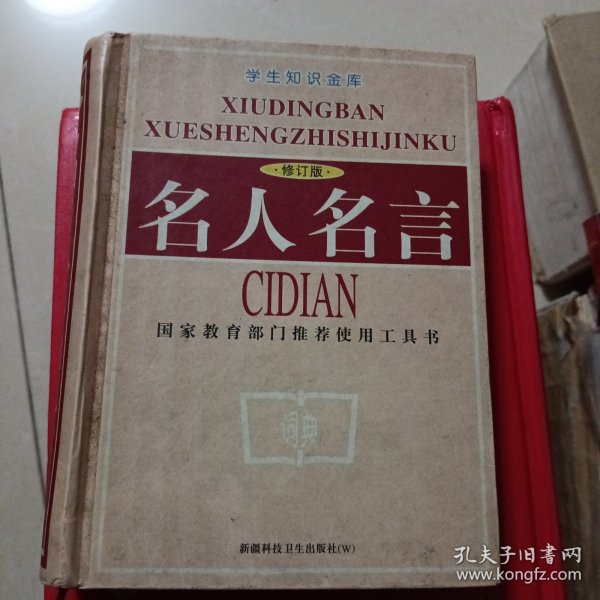 学生知识金库
XIUDINGBAN
XUESHENGZHISHIJINKU
·修订版·
名人名言
CIDIAN
国家教育部门推荐使用工具书
词典
新疆科技卫生出版社(W)
孔夫子旧书网
www.kongfz.com